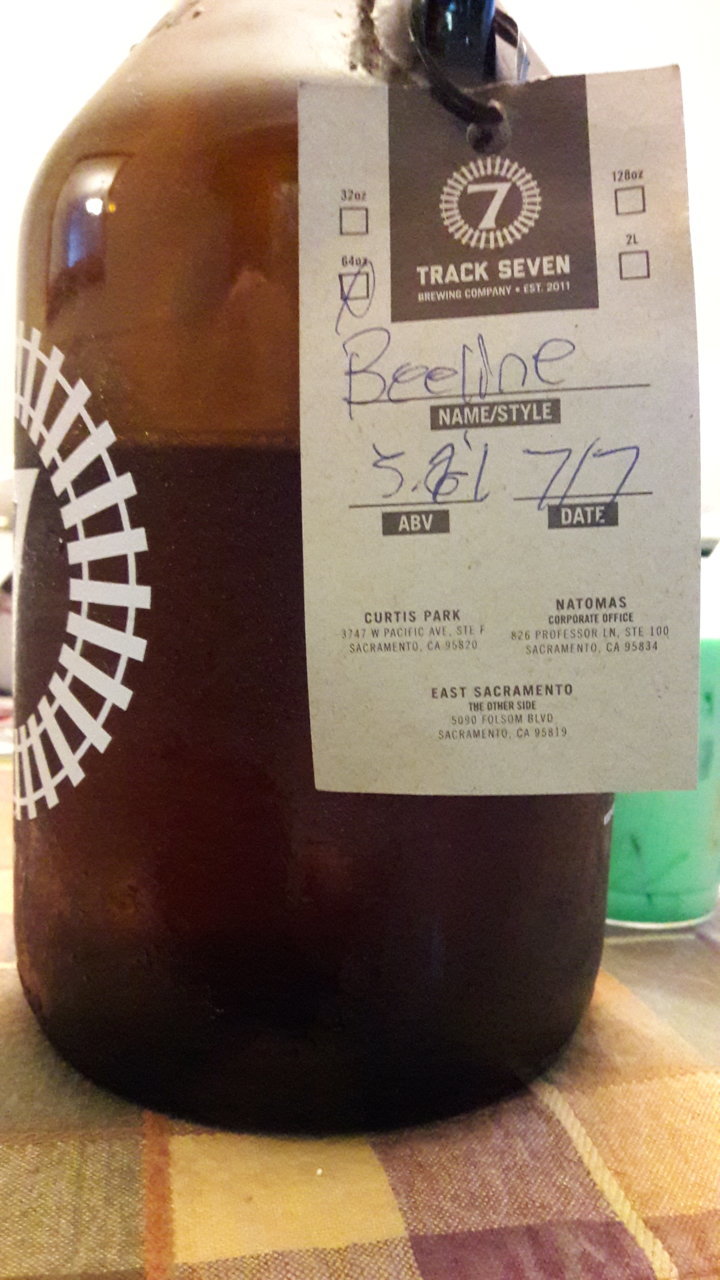 7
32oz
128oz
64oz
2L
TRACK SEVEN
BREWING COMPANY • EST. 2011
Beeline
NAME/STYLE
7/7
ABV
DATE
CURTIS PARK
3747 W PACIFIC AVE, STE F
SACRAMENTO, CA 95820
NATOMAS
CORPORATE OFFICE
826 PROFESSOR LN, STE 100
SACRAMENTO, CA 95834
EAST SACRAMENTO
THE OTHER SIDE
5090 FOLSOM BLVD
SACRAMENTO, CA 95819
7